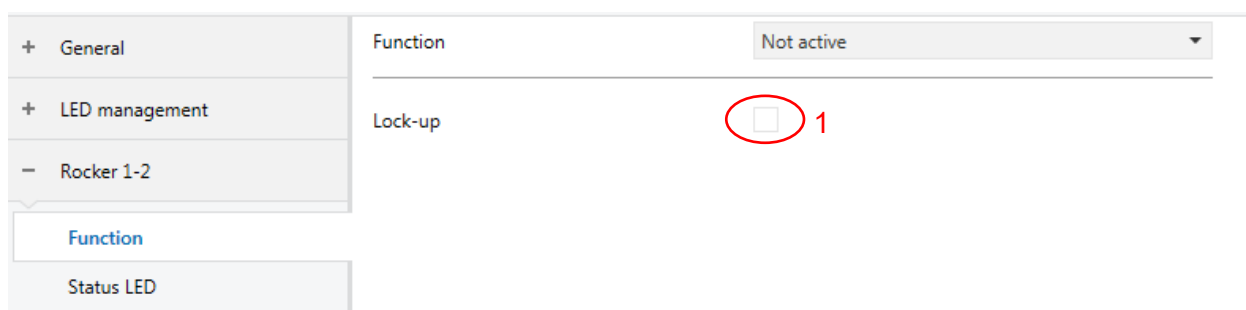 + General
+ LED management
− Rocker 1-2
Function
Status LED
Function Not active
Lock-up 1